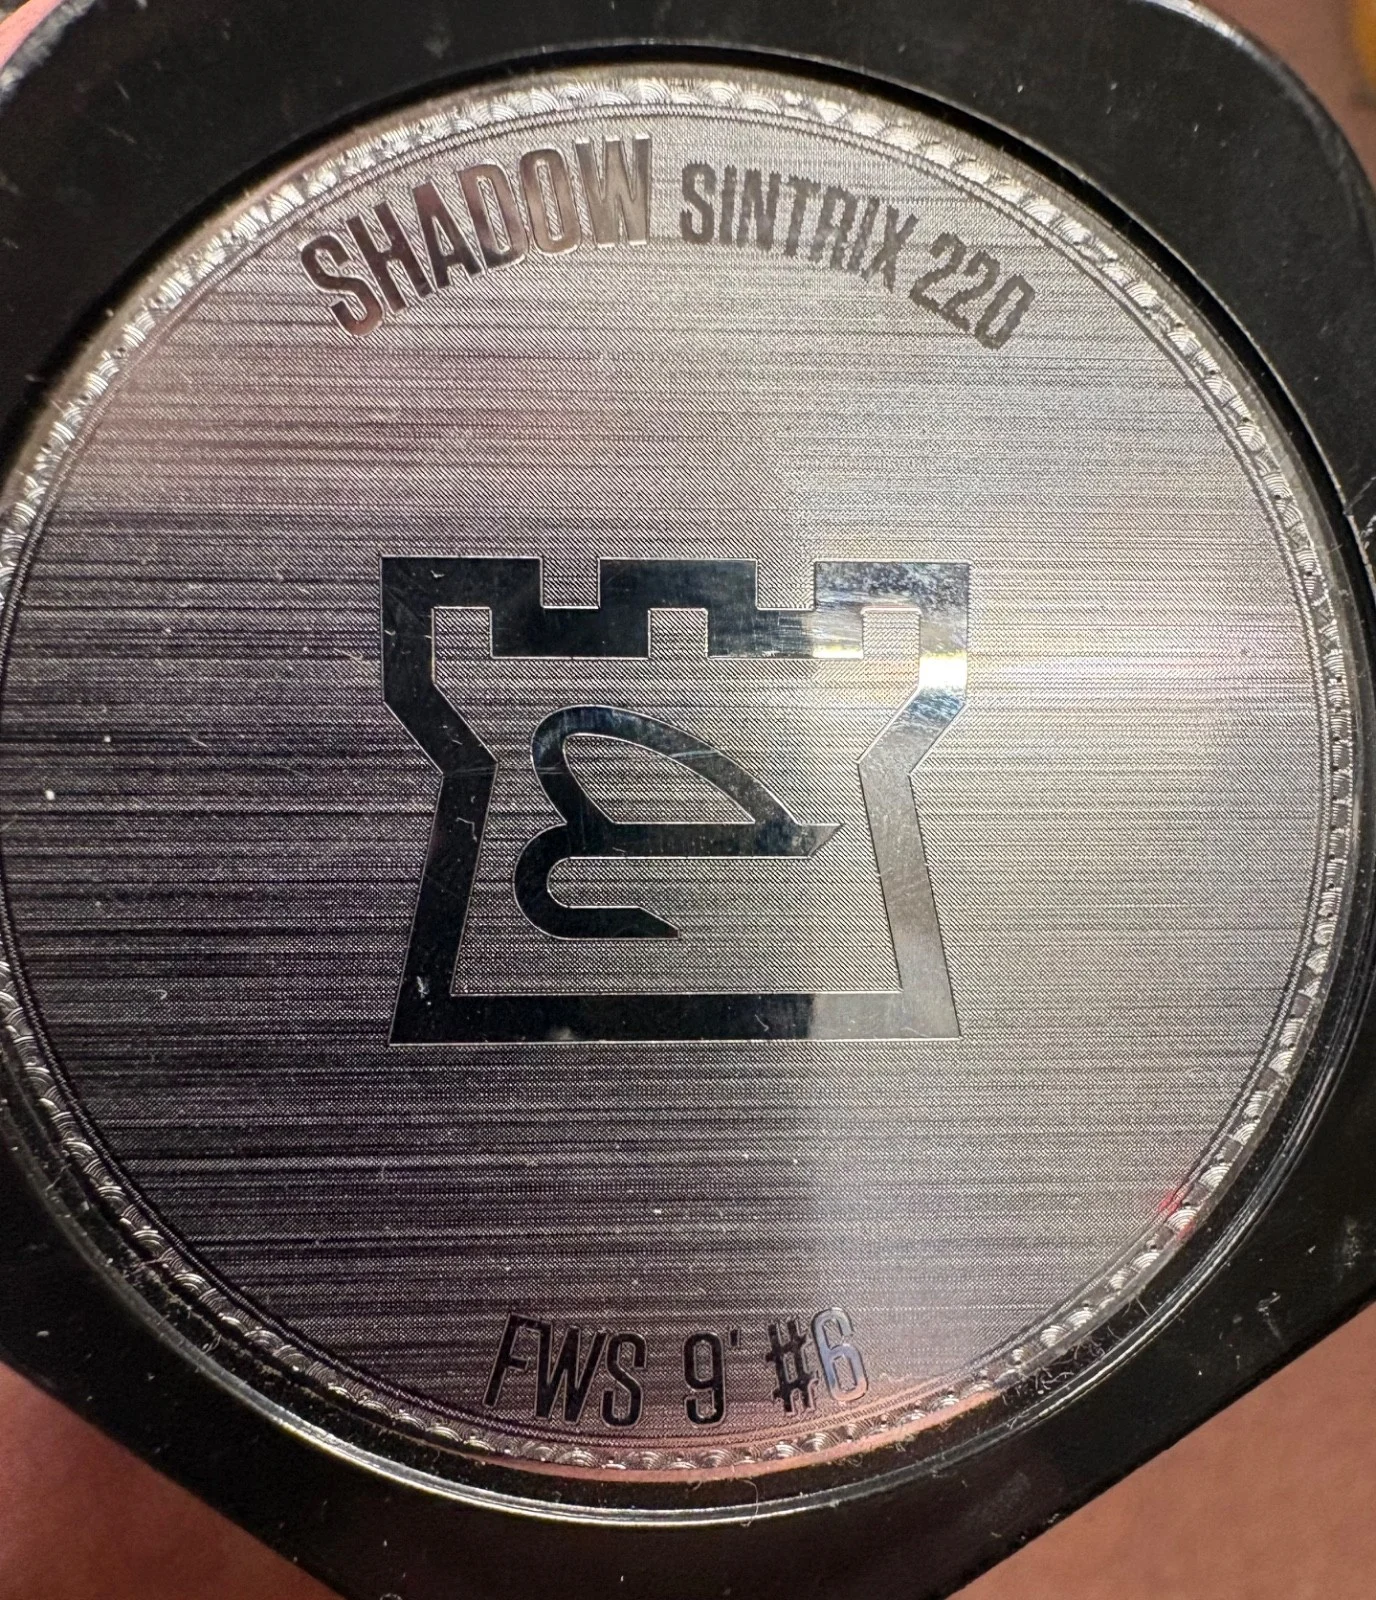 SHADOW SINTRIX 220
FWS 9' #6